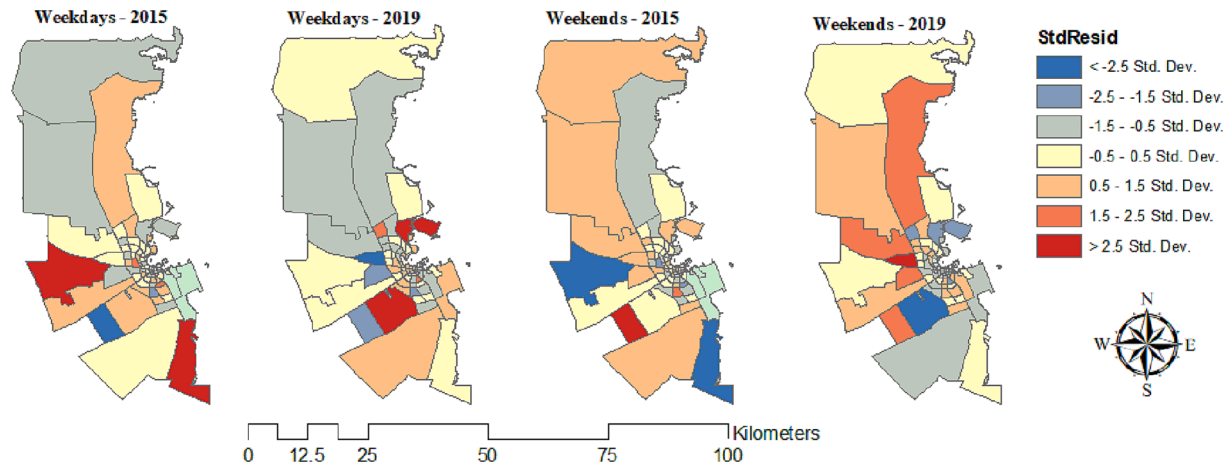 Weekdays - 2015
Weekdays - 2019
Weekends - 2015
Weekends - 2019
StdResid
< -2.5 Std. Dev.
-2.5 - -1.5 Std. Dev.
-1.5 - -0.5 Std. Dev.
-0.5 - 0.5 Std. Dev.
0.5 - 1.5 Std. Dev.
1.5 - 2.5 Std. Dev.
> 2.5 Std. Dev.
N
W E
S
Kilometers
0 12.5 25 50 75 100